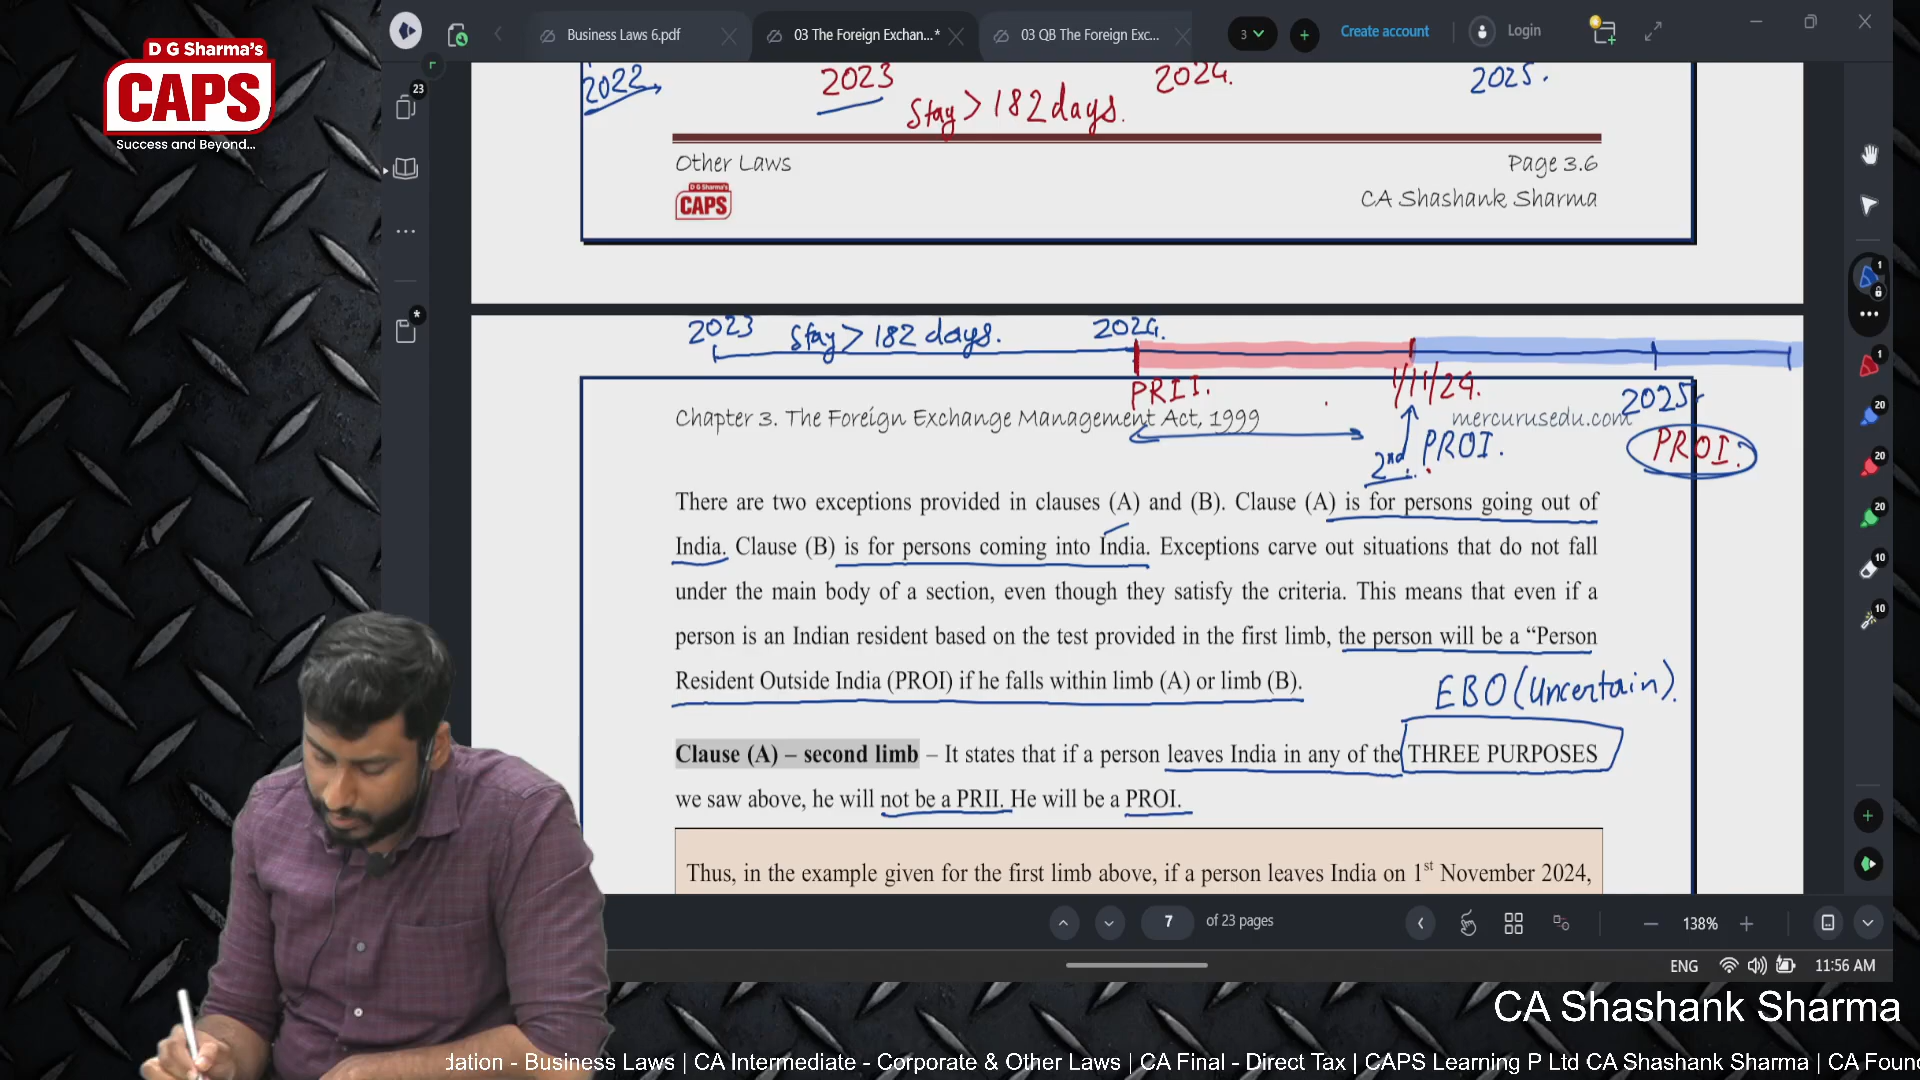 D G Sharma's
CAPS
Success and Beyond...
Business Laws 6.pdf
03 The Foreign Exchan...*
03 QB The Foreign Exc...
3
Create account
Login
23
2022
2023
2024.
2025.
Stay > 182 days.
Other Laws
Page 3.6
D G Sharma's
CAPS
CA Shashank Sharma
2023
Stay > 182 days.
2024.
PRII.
1/11/24.
2025.
Chapter 3. The Foreign Exchange Management Act, 1999
mercurusedu.com
2nd
PROI.
PROI.
There are two exceptions provided in clauses (A) and (B). Clause (A) is for persons going out of
India. Clause (B) is for persons coming into India. Exceptions carve out situations that do not fall
under the main body of a section, even though they satisfy the criteria. This means that even if a
person is an Indian resident based on the test provided in the first limb, the person will be a “Person
Resident Outside India (PROI) if he falls within limb (A) or limb (B).
EBO (Uncertain).
Clause (A) – second limb – It states that if a person leaves India in any of the THREE PURPOSES
we saw above, he will not be a PRII. He will be a PROI.
Thus, in the example given for the first limb above, if a person leaves India on 1st November 2024,
1
1
20
20
20
10
10
7
of 23 pages
138%
ENG
11:56 AM
CA Shashank Sharma
dation - Business Laws | CA Intermediate - Corporate & Other Laws | CA Final - Direct Tax | CAPS Learning P Ltd CA Shashank Sharma | CA Foun